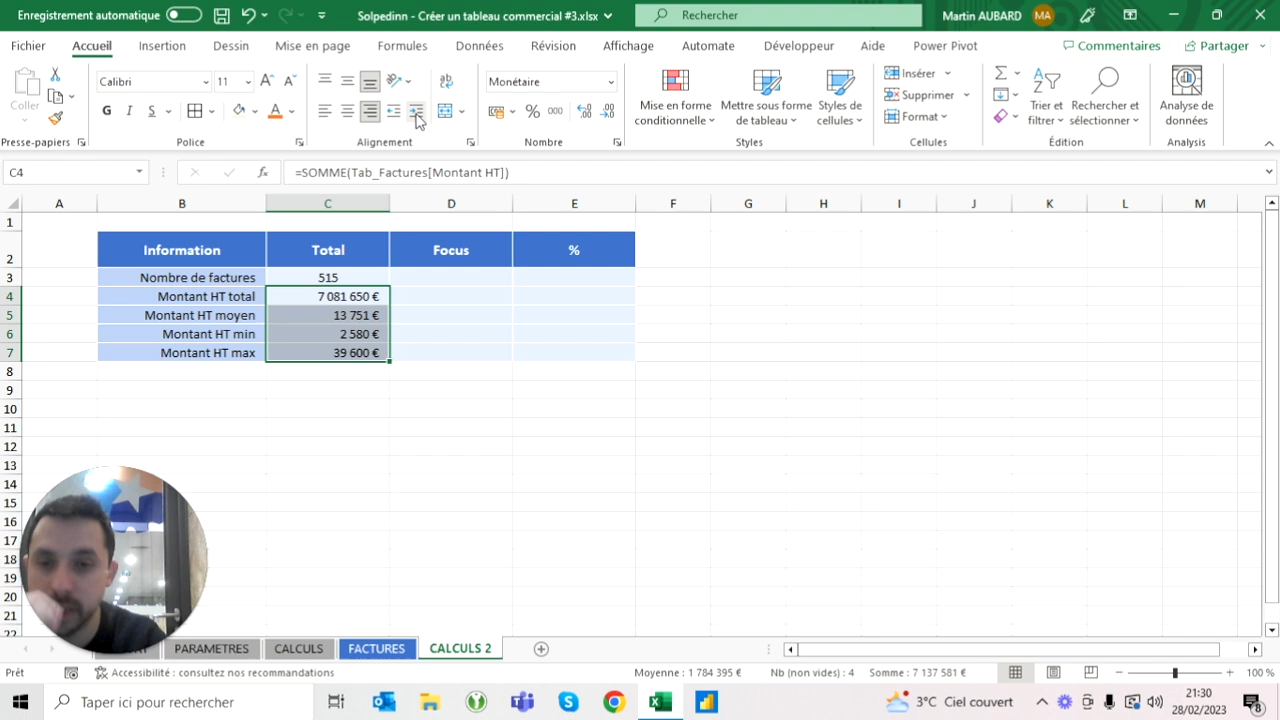 Enregistrement automatique
Solpedinn - Créer un tableau commercial #3.xlsx
Rechercher
Martin AUBARD MA
Fichier Accueil Insertion Dessin Mise en page Formules Données Révision Affichage Automate Développeur Aide Power Pivot Commentaires Partager
Coller
Calibri 11
Monétaire
G I S A
% 000
Mise en forme conditionnelle
Mettre sous forme de tableau
Styles de cellules
Insérer
Supprimer
Format
Trier et filtrer
Rechercher et sélectionner
Analyse de données
Presse-papiers Police Alignement Nombre Styles Cellules Édition Analysis
C4 fx =SOMME(Tab_Factures[Montant HT])
A B C D E F G H I J K L M
1
2 Information Total Focus %
3 Nombre de factures 515
4 Montant HT total 7 081 650 €
5 Montant HT moyen 13 751 €
6 Montant HT min 2 580 €
7 Montant HT max 39 600 €
8
9
10
11
12
13
14
15
16
17
18
19
20
21
22
PARAMETRES CALCULS FACTURES CALCULS 2
Prêt Accessibilité : consultez nos recommandations Moyenne : 1 784 395 € Nb (non vides) : 4 Somme : 7 137 581 € 100 %
Taper ici pour rechercher
3°C Ciel couvert
21:30
28/02/2023
8